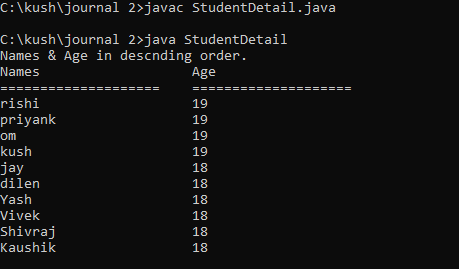 C:\kush\journal 2>javac StudentDetail.java
C:\kush\journal 2>java StudentDetail
Names & Age in descnding order.
Names Age
==================== ====================
rishi 19
priyank 19
om 19
kush 19
jay 18
dilen 18
Yash 18
Vivek 18
Shivraj 18
Kaushik 18